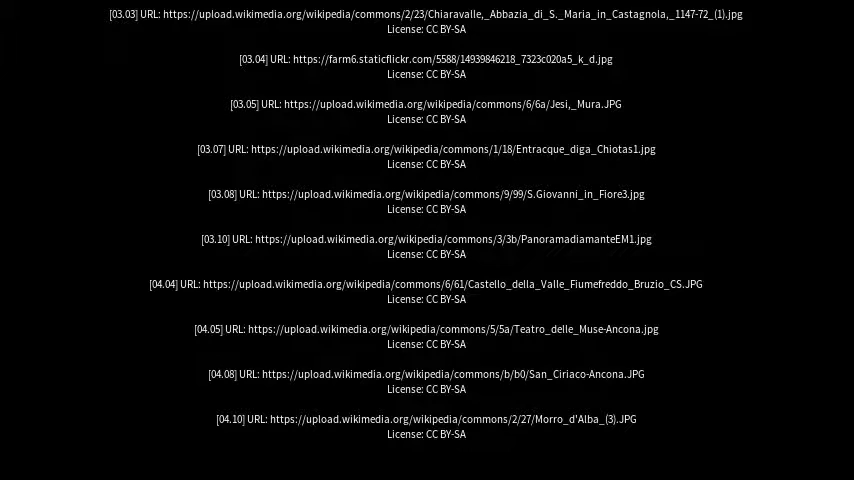 [03.03] URL: https://upload.wikimedia.org/wikipedia/commons/2/23/Chiaravalle,_Abbazia_di_S._Maria_in_Castagnola,_1147-72_(1).jpg
License: CC BY-SA
[03.04] URL: https://farm6.staticflickr.com/5588/14939846218_7323c020a5_k_d.jpg
License: CC BY-SA
[03.05] URL: https://upload.wikimedia.org/wikipedia/commons/6/6a/Jesi,_Mura.JPG
License: CC BY-SA
[03.07] URL: https://upload.wikimedia.org/wikipedia/commons/1/18/Entracque_diga_Chiotas1.jpg
License: CC BY-SA
[03.08] URL: https://upload.wikimedia.org/wikipedia/commons/9/99/S.Giovanni_in_Fiore3.jpg
License: CC BY-SA
[03.10] URL: https://upload.wikimedia.org/wikipedia/commons/3/3b/PanoramadiamanteEM1.jpg
License: CC BY-SA
[04.04] URL: https://upload.wikimedia.org/wikipedia/commons/6/61/Castello_della_Valle_Fiumefreddo_Bruzio_CS.JPG
License: CC BY-SA
[04.05] URL: https://upload.wikimedia.org/wikipedia/commons/5/5a/Teatro_delle_Muse-Ancona.jpg
License: CC BY-SA
[04.08] URL: https://upload.wikimedia.org/wikipedia/commons/b/b0/San_Ciriaco-Ancona.JPG
License: CC BY-SA
[04.10] URL: https://upload.wikimedia.org/wikipedia/commons/2/27/Morro_d'Alba_(3).JPG
License: CC BY-SA